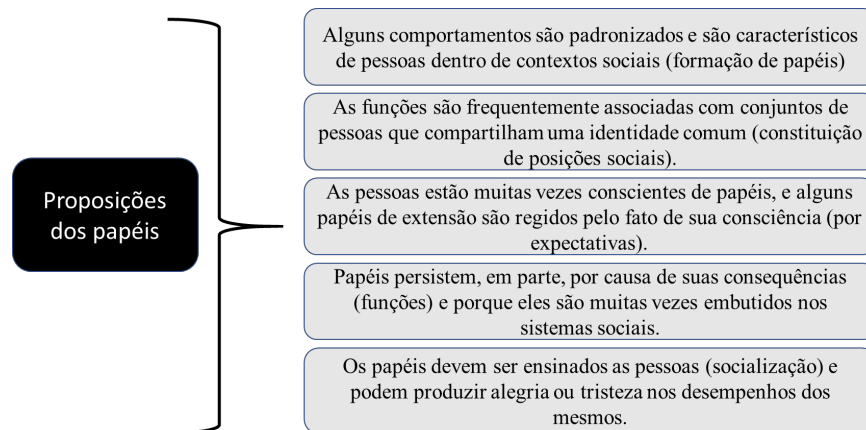 Proposições
dos papéis
Alguns comportamentos são padronizados e são característicos
de pessoas dentro de contextos sociais (formação de papéis)
As funções são frequentemente associadas com conjuntos de
pessoas que compartilham uma identidade comum (constituição
de posições sociais).
As pessoas estão muitas vezes conscientes de papéis, e alguns
papéis de extensão são regidos pelo fato de sua consciência (por
expectativas).
Papéis persistem, em parte, por causa de suas consequências
(funções) e porque eles são muitas vezes embutidos nos
sistemas sociais.
Os papéis devem ser ensinados as pessoas (socialização) e
podem produzir alegria ou tristeza nos desempenhos dos
mesmos.